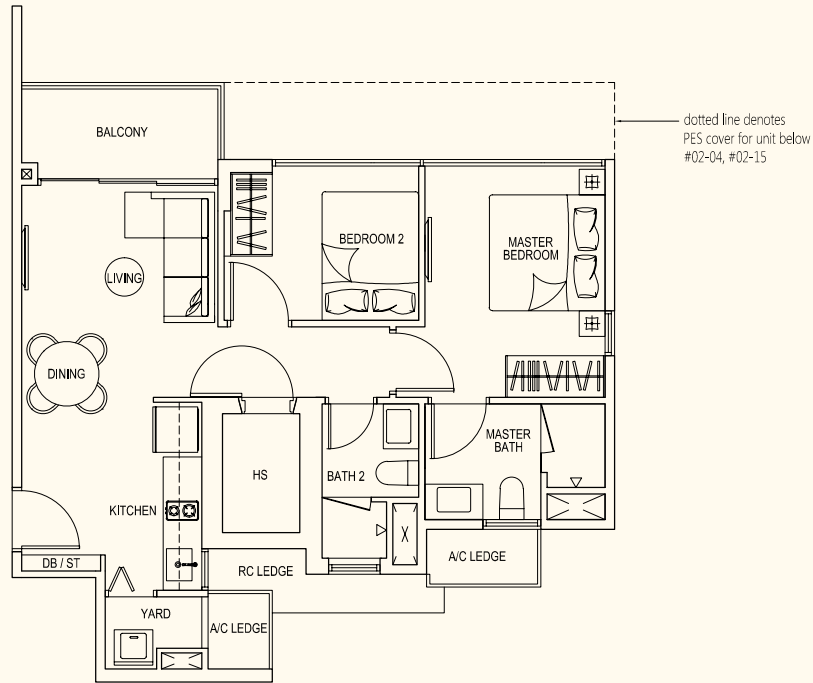 BALCONY
dotted line denotes
PES cover for unit below
#02-04, #02-15
BEDROOM 2
MASTER
BEDROOM
LIVING
DINING
MASTER
BATH
HS
BATH 2
KITCHEN
DB / ST
RC LEDGE
A/C LEDGE
YARD
A/C LEDGE